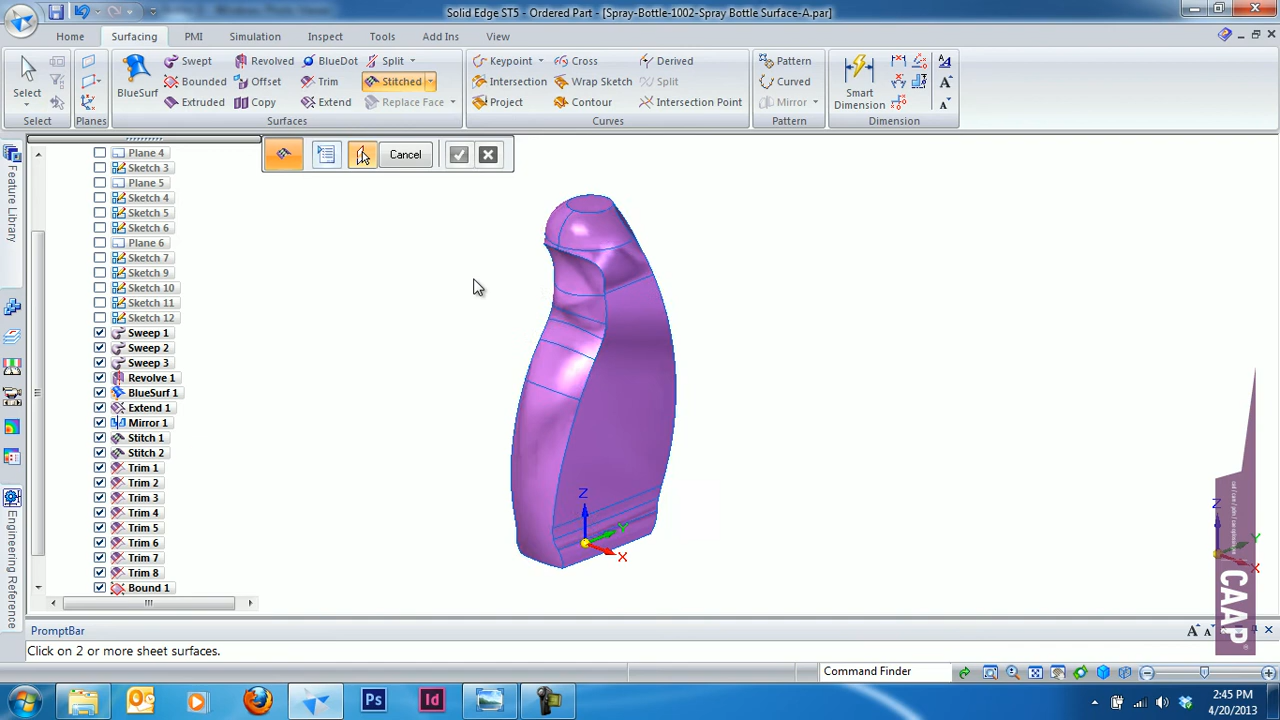 Solid Edge ST5 - Ordered Part - [Spray-Bottle-1002-Spray Bottle Surface-A.par]
Home Surfacing PMI Simulation Inspect Tools Add Ins View
Swept Revolved BlueDot Split Keypoint Cross Derived Pattern
Select BlueSurf Bounded Offset Trim Stitched Intersection Wrap Sketch Split Curved Smart Dimension
Extruded Copy Extend Replace Face Project Contour Intersection Point Mirror
Select Planes Surfaces Curves Pattern Dimension
Cancel
Plane 4
Sketch 3
Plane 5
Sketch 4
Sketch 5
Sketch 6
Plane 6
Sketch 7
Sketch 9
Sketch 10
Sketch 11
Sketch 12
Sweep 1
Sweep 2
Sweep 3
Revolve 1
BlueSurf 1
Extend 1
Mirror 1
Stitch 1
Stitch 2
Trim 1
Trim 2
Trim 3
Trim 4
Trim 5
Trim 6
Trim 7
Trim 8
Bound 1
Feature Library
Engineering Reference
Z
Y
X
Z
Y
X
CAAP
PromptBar
Click on 2 or more sheet surfaces.
Command Finder
Ps
Id
2:45 PM
4/20/2013